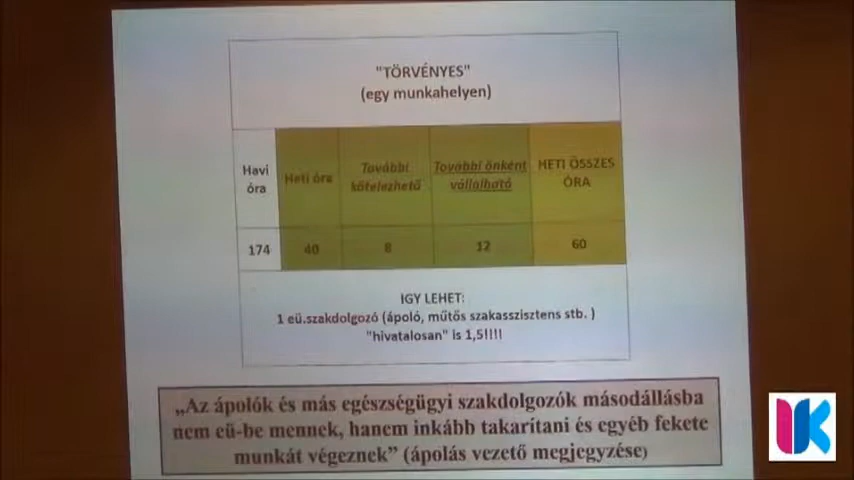 "TÖRVÉNYES"
(egy munkahelyen)
Havi óra
Heti óra
További kötelezhető
További önként vállalható
HETI ÖSSZES ÓRA
174 40 8 12 60
IGY LEHET:
1 eü.szakdolgozó (ápoló, műtős szakasszisztens stb. )
"hivatalosan" is 1,5!!!!
„Az ápolók és más egészségügyi szakdolgozók másodállásba
nem eü-be mennek, hanem inkább takarítani és egyéb fekete
munkát végeznek” (ápolás vezető megjegyzése)
UK